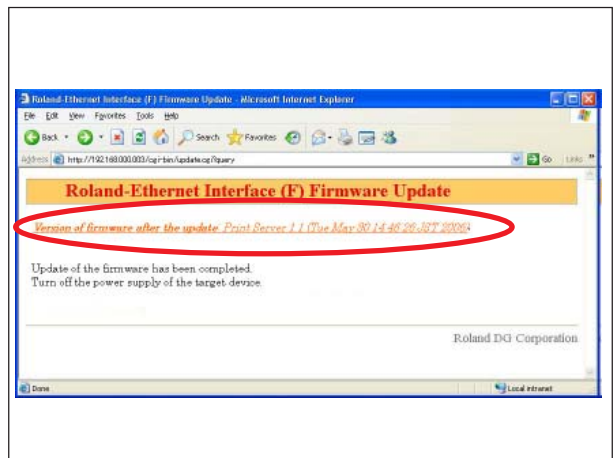 Roland-Ethernet Interface (F) Firmware Update - Microsoft Internet Explorer
File Edit View Favorites Tools Help
Back Search Favorites
Address http://192.168.000.003/cgi-bin/update.cgi?query Go Links »
Roland-Ethernet Interface (F) Firmware Update
Version of firmware after the update. Print Server 1.1 (Tue May 30 14:46:26 JST 2006)
Update of the firmware has been completed.
Turn off the power supply of the target device.
Roland DG Corporation
Done Local intranet